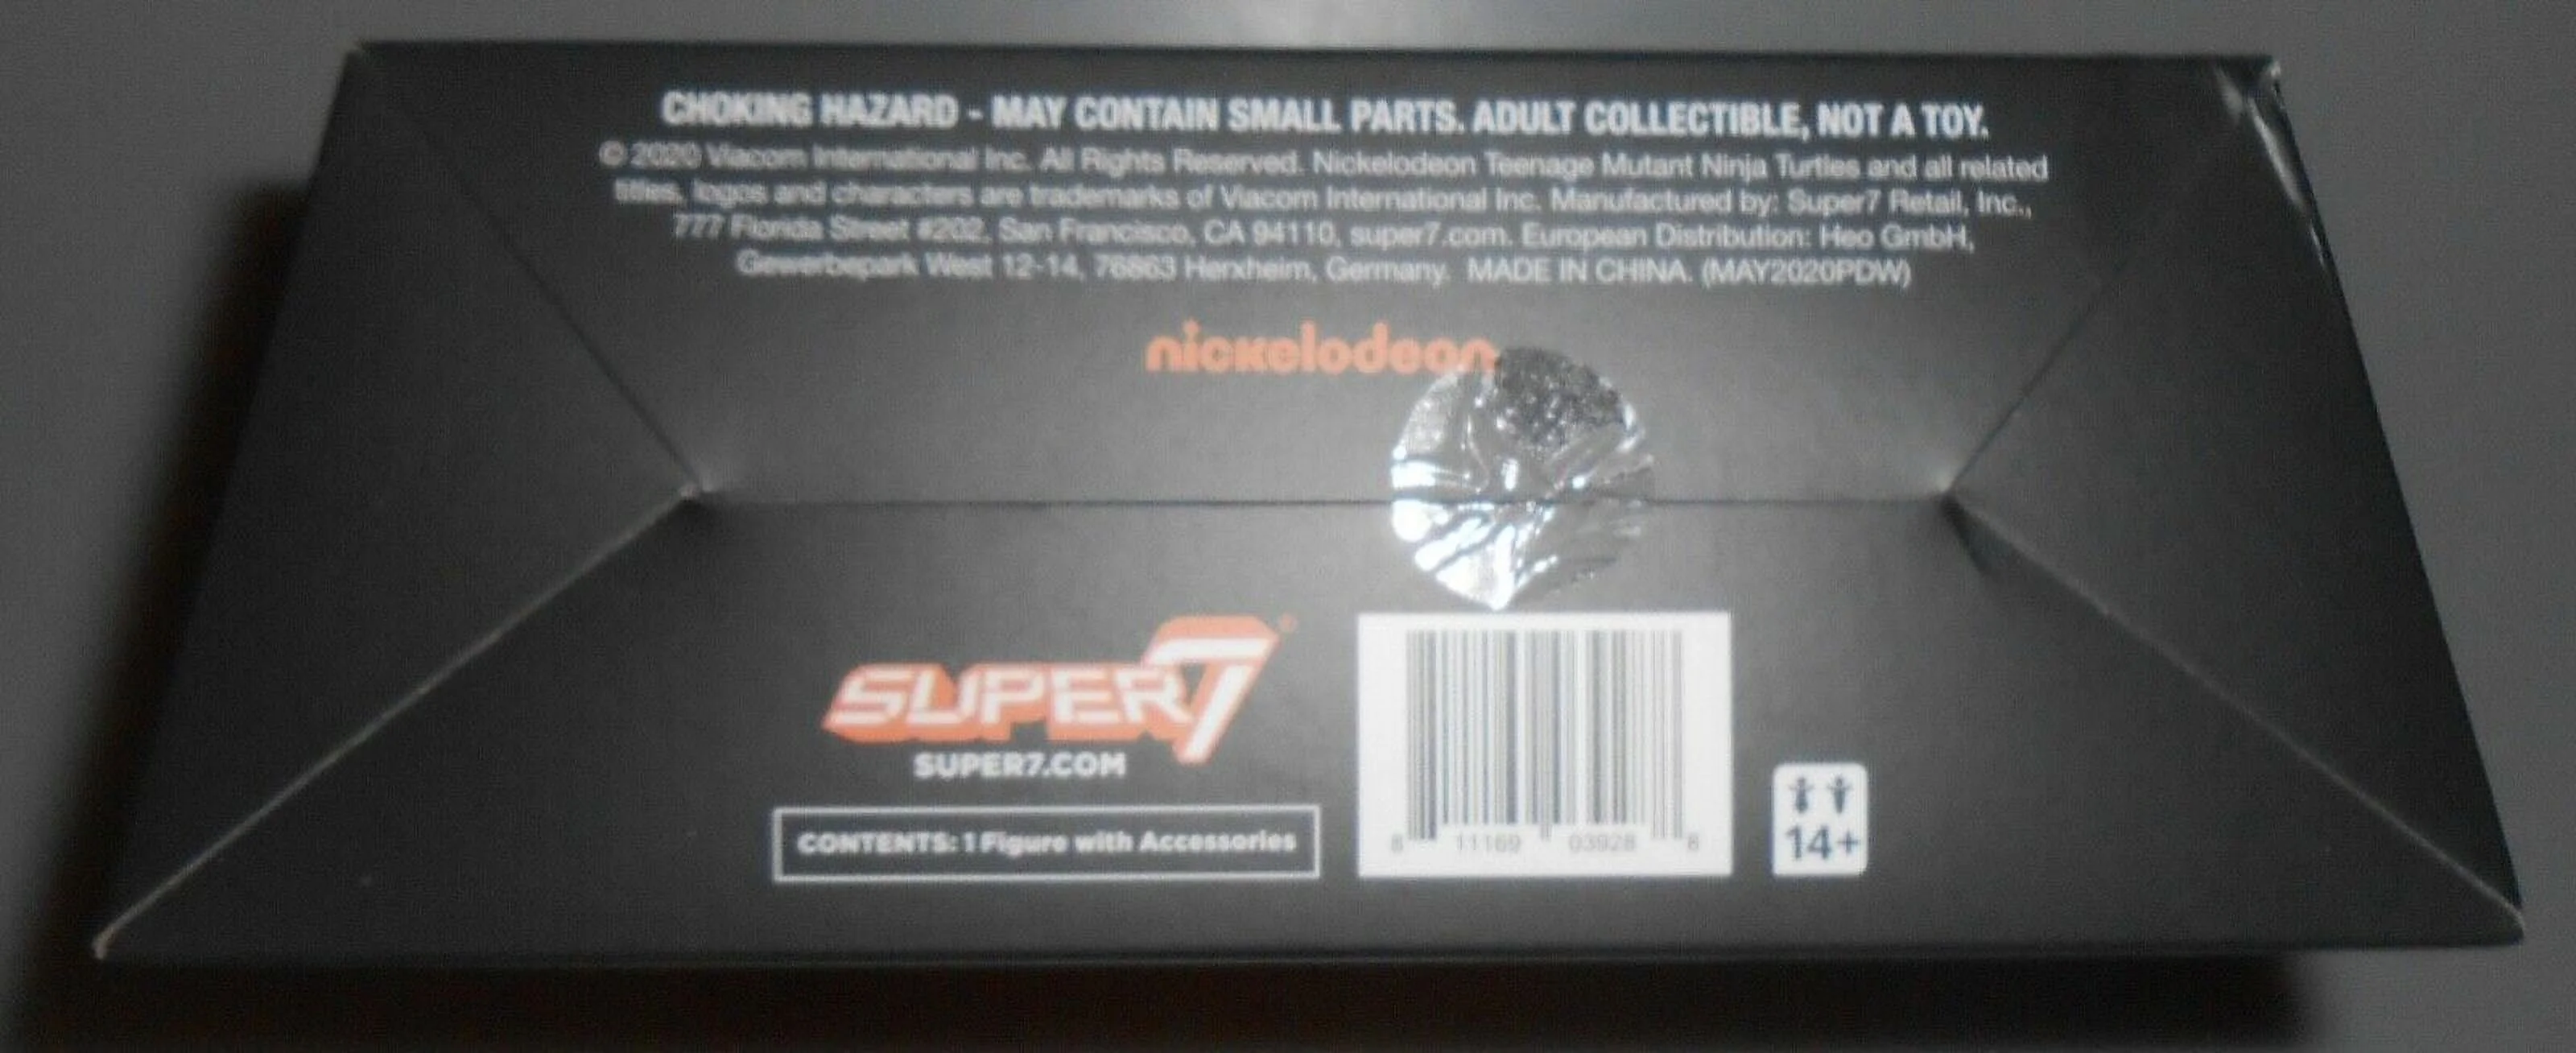 CHOKING HAZARD - MAY CONTAIN SMALL PARTS. ADULT COLLECTIBLE, NOT A TOY.
© 2020 Viacom International Inc. All Rights Reserved. Nickelodeon Teenage Mutant Ninja Turtles and all related
titles, logos and characters are trademarks of Viacom International Inc. Manufactured by: Super7 Retail, Inc.,
777 Florida Street #202, San Francisco, CA 94110, super7.com. European Distribution: Heo GmbH,
Gewerbepark West 12-14, 76863 Herxheim, Germany. MADE IN CHINA. (MAY2020PDW)
nickelodeon
SUPER7®
SUPER7.COM
CONTENTS: 1 Figure with Accessories
8 11169 03928 8
14+